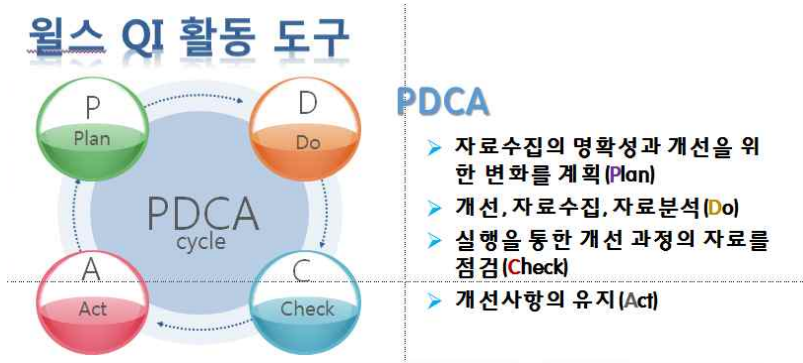 윌스 QI 활동 도구
P
Plan
D
Do
PDCA
cycle
A
Act
C
Check
PDCA
자료수집의 명확성과 개선을 위
한 변화를 계획(Plan)
개선, 자료수집, 자료분석(Do)
실행을 통한 개선 과정의 자료를
점검(Check)
개선사항의 유지(Act)